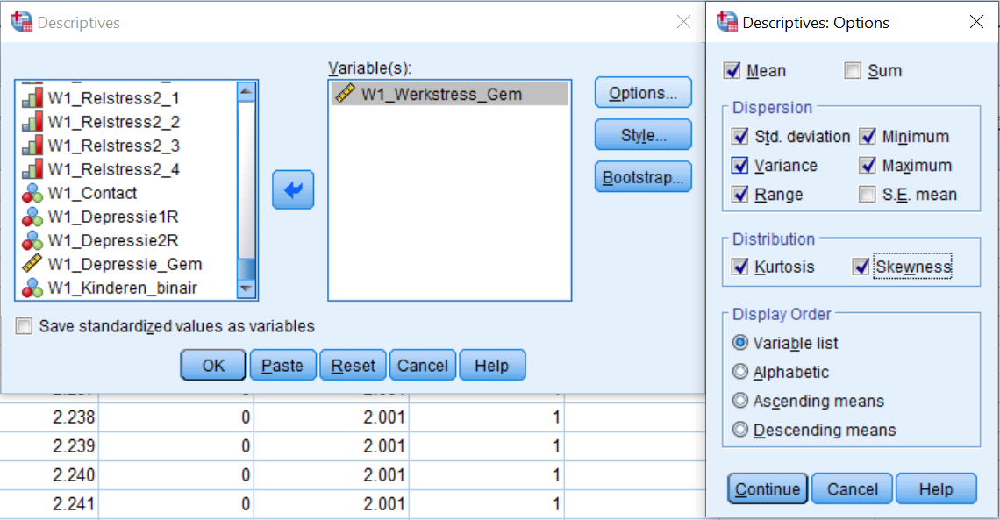 Descriptives
Variable(s):
W1_Relstress2_1
W1_Relstress2_2
W1_Relstress2_3
W1_Relstress2_4
W1_Contact
W1_Depressie1R
W1_Depressie2R
W1_Depressie_Gem
W1_Kinderen_binair
W1_Werkstress_Gem
Options...
Style...
Bootstrap...
Save standardized values as variables
OK Paste Reset Cancel Help
2.238 0 2.001 1
2.239 0 2.001 1
2.240 0 2.001 1
2.241 0 2.001 1
Descriptives: Options
Mean Sum
Dispersion
Std. deviation Minimum
Variance Maximum
Range S.E. mean
Distribution
Kurtosis Skewness
Display Order
Variable list
Alphabetic
Ascending means
Descending means
Continue Cancel Help